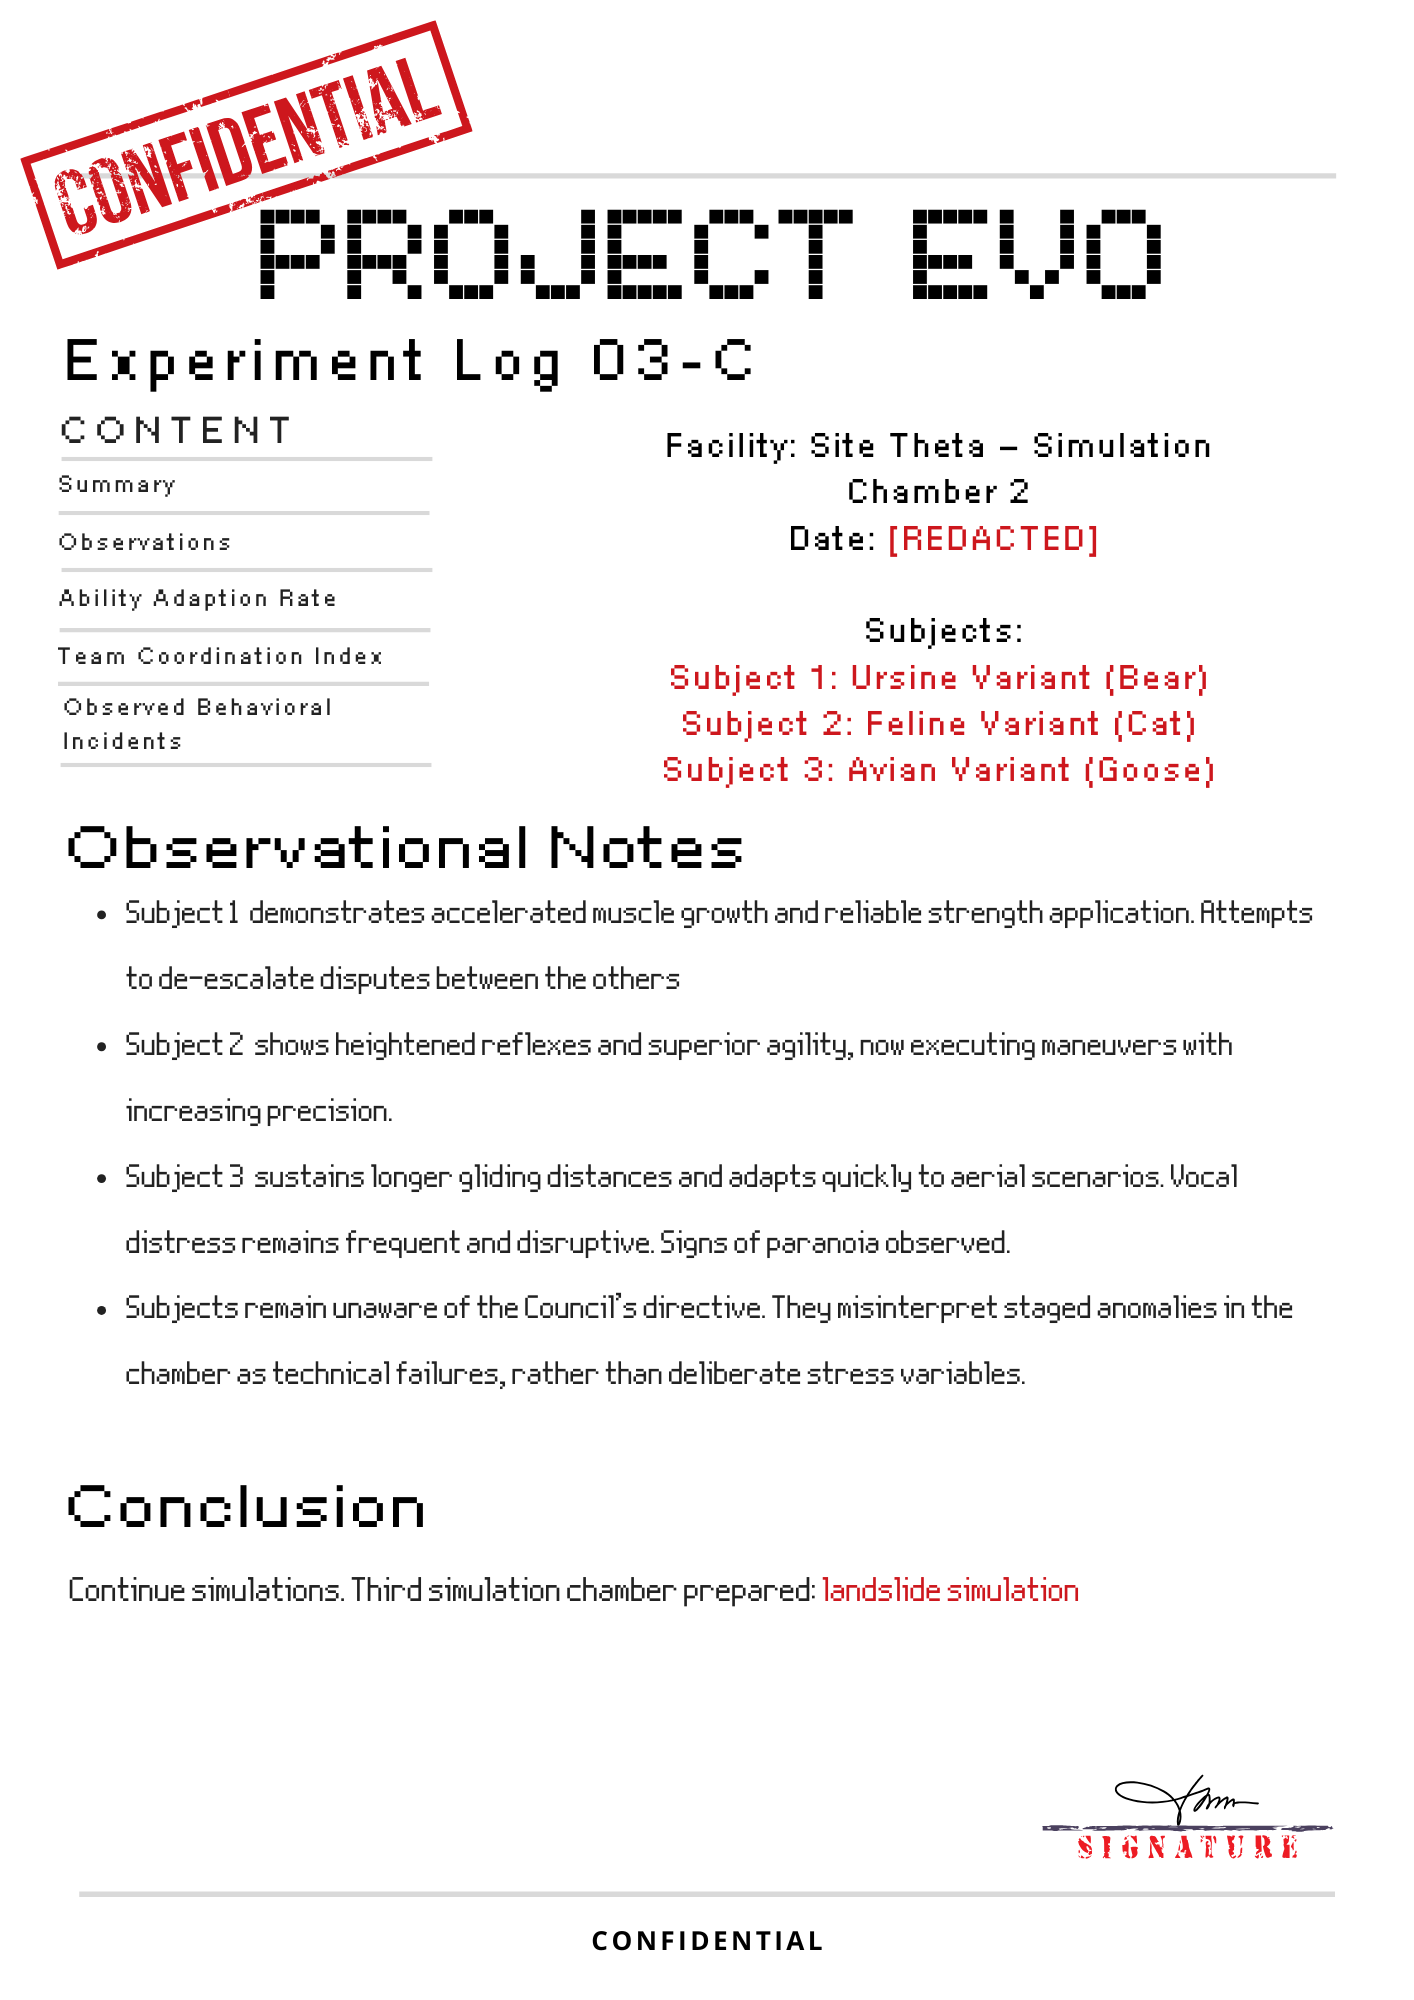 CONFIDENTIAL
PROJECT EVO
Experiment Log 03-C
CONTENT
Summary
Observations
Ability Adaption Rate
Team Coordination Index
Observed Behavioral
Incidents
Facility: Site Theta – Simulation
Chamber 2
Date: [REDACTED]
Subjects:
Subject 1: Ursine Variant (Bear)
Subject 2: Feline Variant (Cat)
Subject 3: Avian Variant (Goose)
Observational Notes
• Subject 1 demonstrates accelerated muscle growth and reliable strength application. Attempts
to de-escalate disputes between the others
• Subject 2 shows heightened reflexes and superior agility, now executing maneuvers with
increasing precision.
• Subject 3 sustains longer gliding distances and adapts quickly to aerial scenarios. Vocal
distress remains frequent and disruptive. Signs of paranoia observed.
• Subjects remain unaware of the Council's directive. They misinterpret staged anomalies in the
chamber as technical failures, rather than deliberate stress variables.
Conclusion
Continue simulations. Third simulation chamber prepared: landslide simulation
SIGNATURE
CONFIDENTIAL